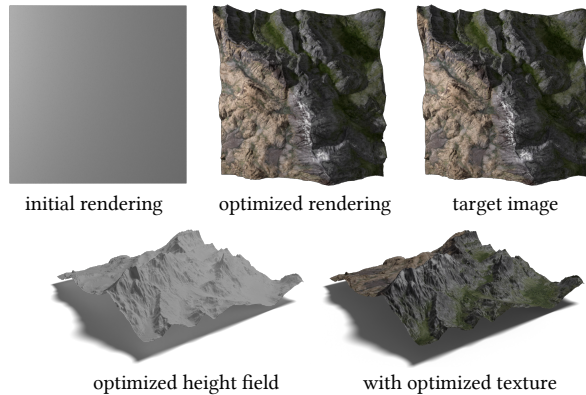 initial rendering
optimized rendering
target image
optimized height field
with optimized texture